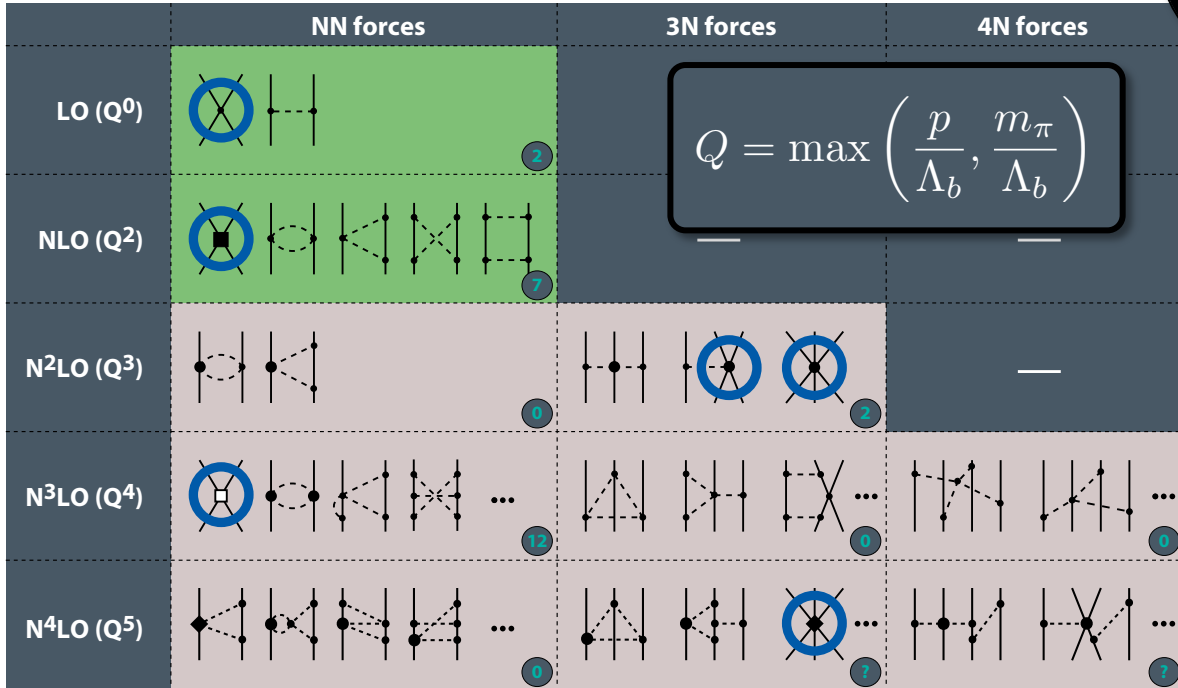 NN forces 3N forces 4N forces
LO (Q⁰)
2
Q = max ( p / Λ_b , m_π / Λ_b )
NLO (Q²) — —
7
N²LO (Q³) —
0 2
N³LO (Q⁴) ... ... ...
12 0 0
N⁴LO (Q⁵) ... ... ...
0 ? ?